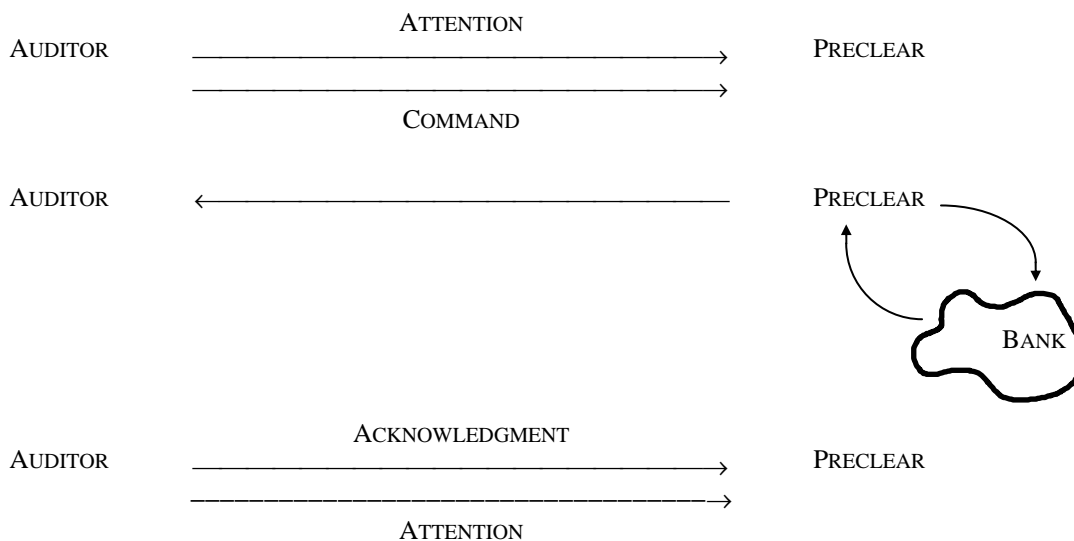 ATTENTION
AUDITOR PRECLEAR
COMMAND
AUDITOR PRECLEAR
BANK
ACKNOWLEDGMENT
AUDITOR PRECLEAR
ATTENTION